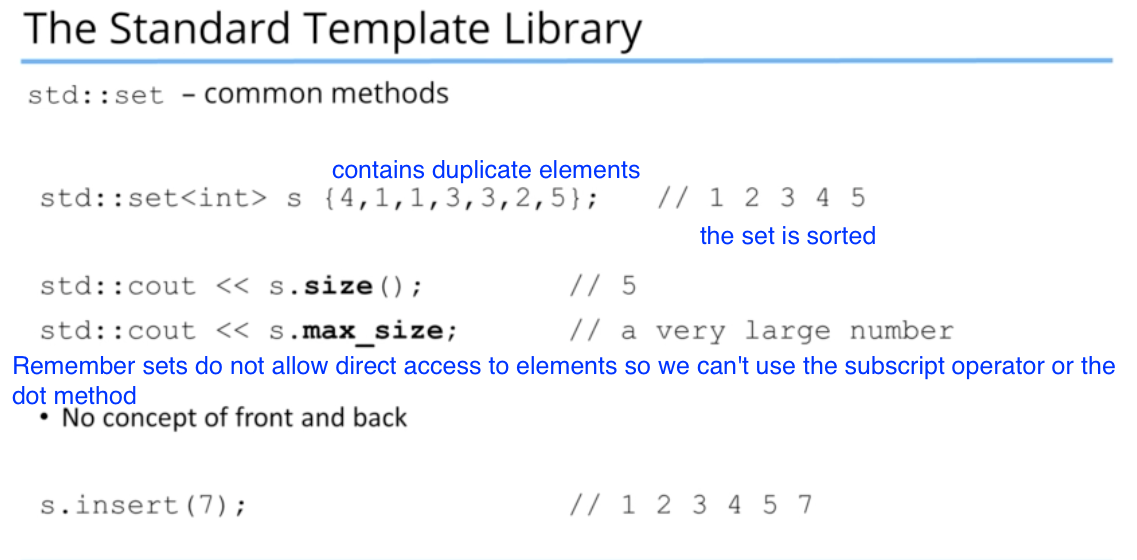 The Standard Template Library
std::set – common methods
contains duplicate elements
std::set<int> s {4,1,1,3,3,2,5}; // 1 2 3 4 5
the set is sorted
std::cout << s.size(); // 5
std::cout << s.max_size; // a very large number
Remember sets do not allow direct access to elements so we can't use the subscript operator or the
dot method
• No concept of front and back
s.insert(7); // 1 2 3 4 5 7